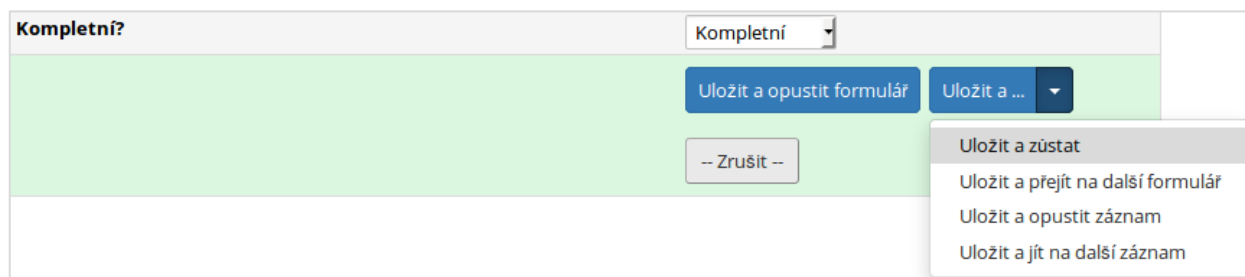 Kompletní?
Kompletní
Uložit a opustit formulář
Uložit a ...
-- Zrušit --
Uložit a zůstat
Uložit a přejít na další formulář
Uložit a opustit záznam
Uložit a jít na další záznam